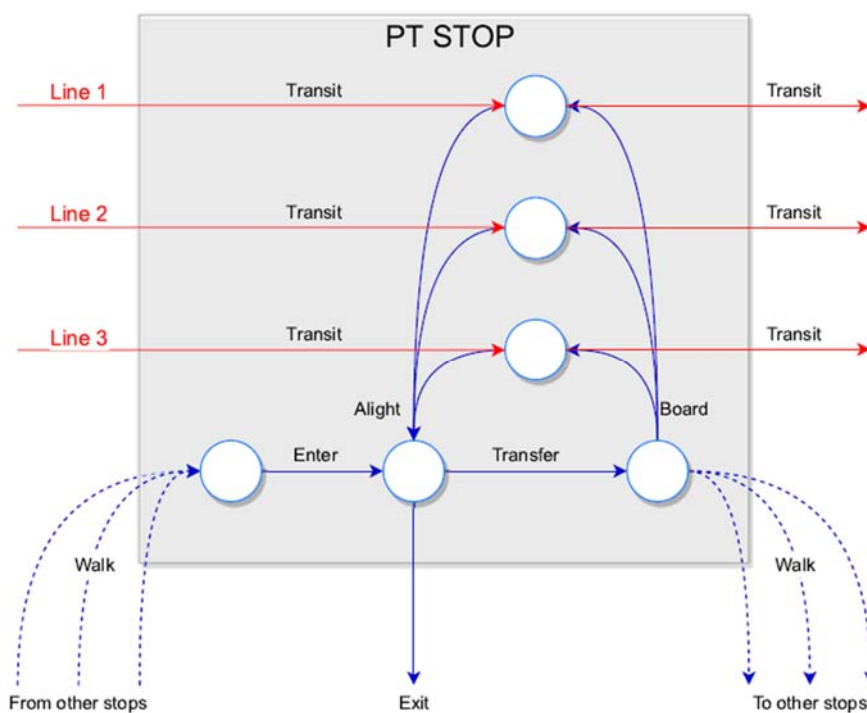 PT STOP
Line 1 Transit Transit
Line 2 Transit Transit
Line 3 Transit Transit
Alight Board
Enter Transfer
Walk Walk
From other stops Exit To other stops